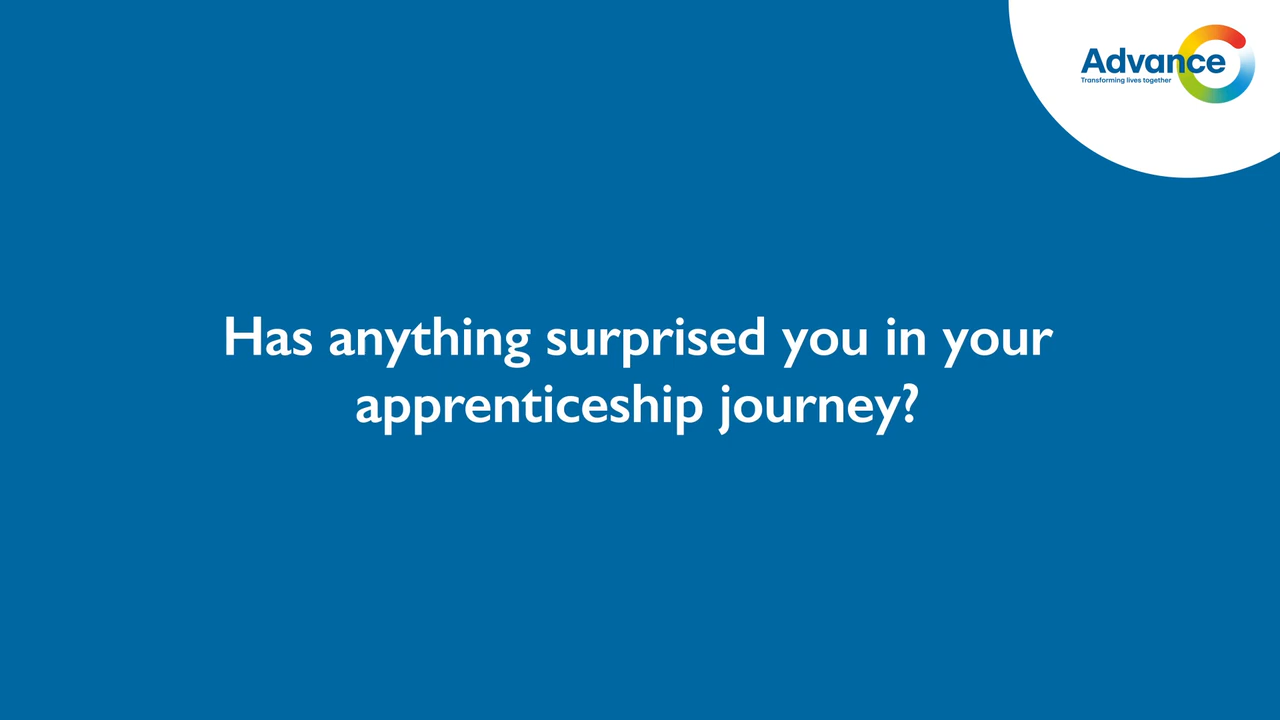 Advance
Transforming lives together
Has anything surprised you in your
apprenticeship journey?